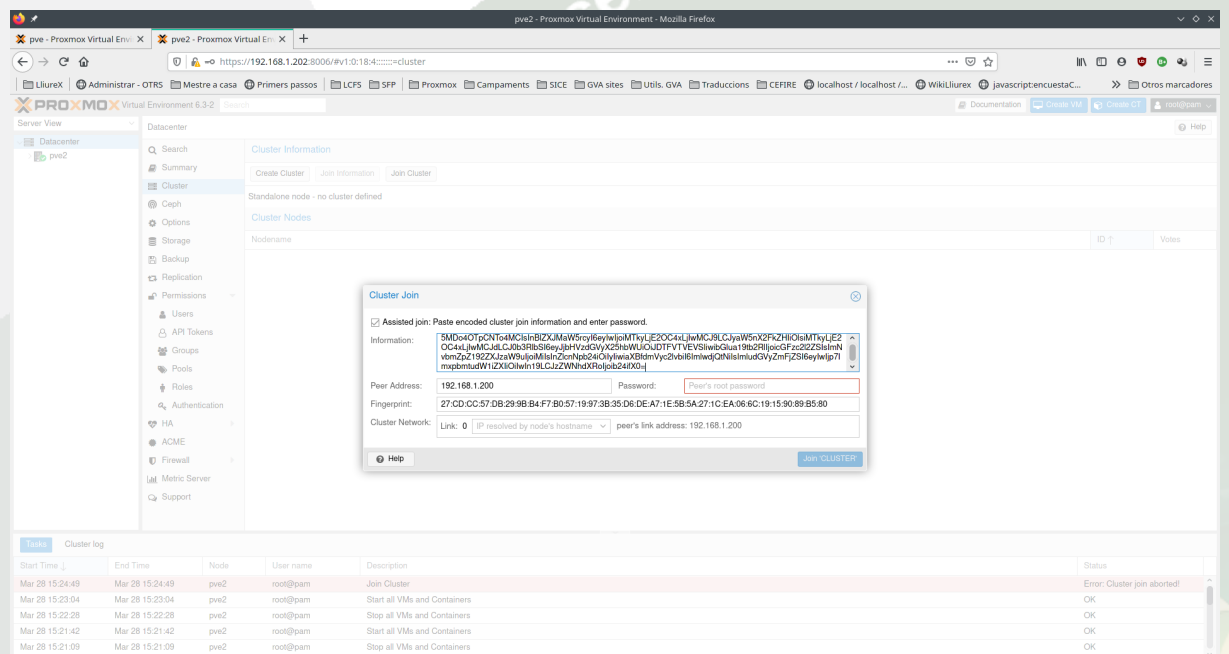 pve2 - Proxmox Virtual Environment - Mozilla Firefox
pve - Proxmox Virtual Envi
pve2 - Proxmox Virtual En
https://192.168.1.202:8006/#v1:0:18:4:::::::=cluster
LliureX Administrar - OTRS Mestre a casa Primers passos LCFS SFP Proxmox Campaments SICE GVA sites Utils. GVA Traduccions CEFIRE localhost / localhost /... WikiLliurex javascript:encuestaC... Otros marcadores
PROXMOX Virtual Environment 6.3-2 Search Documentation Create VM Create CT root@pam
Server View
Datacenter
pve2
Datacenter Help
Search
Summary
Cluster
Ceph
Options
Storage
Backup
Replication
Permissions
Users
API Tokens
Groups
Pools
Roles
Authentication
HA
ACME
Firewall
Metric Server
Support
Cluster Information
Create Cluster Join Information Join Cluster
Standalone node - no cluster defined
Cluster Nodes
Nodename ID Votes
Cluster Join
Assisted join: Paste encoded cluster join information and enter password.
Information:
Peer Address: 192.168.1.200 Password: Peer's root password
Fingerprint: 27:CD:CC:57:DB:29:9B:B4:F7:B0:57:19:97:3B:35:D6:DE:A7:1E:5B:5A:27:1C:EA:06:6C:19:15:90:89:B5:80
Cluster Network: Link: 0 IP resolved by node's hostname peer's link address: 192.168.1.200
Help Join 'CLUSTER'
Tasks Cluster log
Start Time End Time Node User name Description Status
Mar 28 15:24:49 Mar 28 15:24:49 pve2 root@pam Join Cluster Error: Cluster join aborted!
Mar 28 15:23:04 Mar 28 15:23:04 pve2 root@pam Start all VMs and Containers OK
Mar 28 15:22:28 Mar 28 15:22:28 pve2 root@pam Stop all VMs and Containers OK
Mar 28 15:21:42 Mar 28 15:21:42 pve2 root@pam Start all VMs and Containers OK
Mar 28 15:21:09 Mar 28 15:21:09 pve2 root@pam Stop all VMs and Containers OK